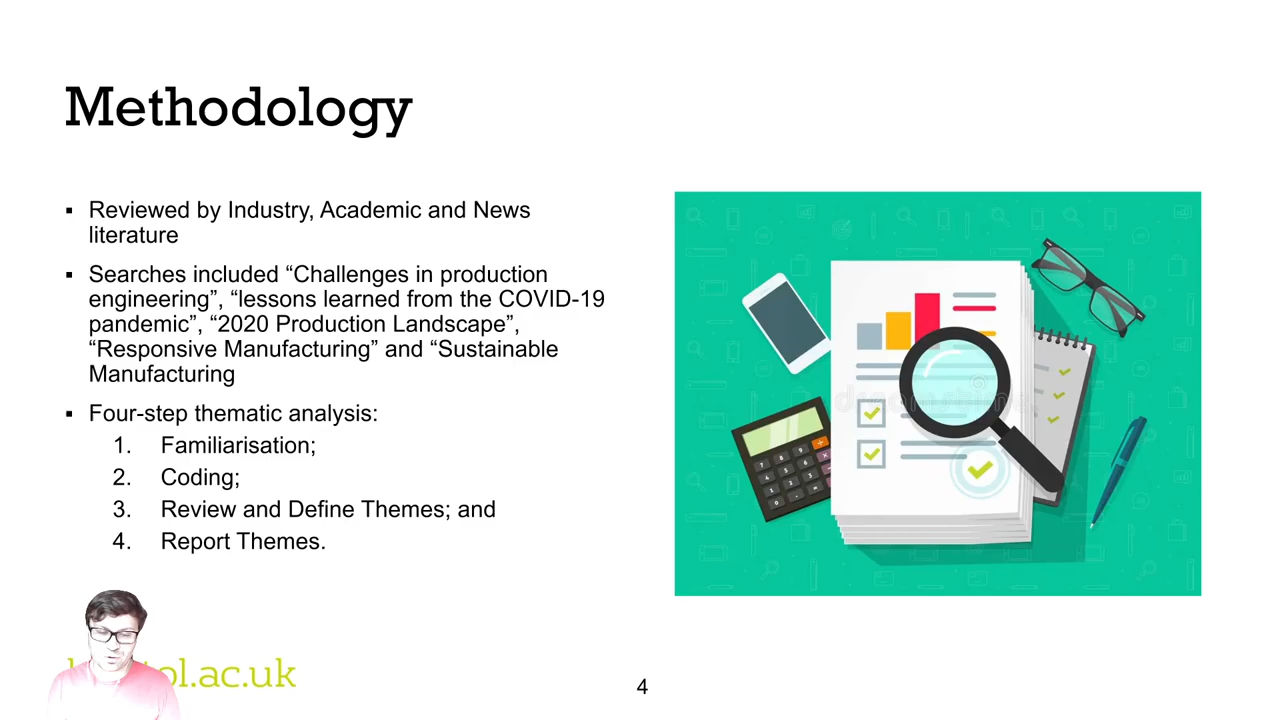 Methodology
▪ Reviewed by Industry, Academic and News
literature
▪ Searches included “Challenges in production
engineering”, “lessons learned from the COVID-19
pandemic”, “2020 Production Landscape”,
“Responsive Manufacturing” and “Sustainable
Manufacturing
▪ Four-step thematic analysis:
1. Familiarisation;
2. Coding;
3. Review and Define Themes; and
4. Report Themes.
ol.ac.uk
4